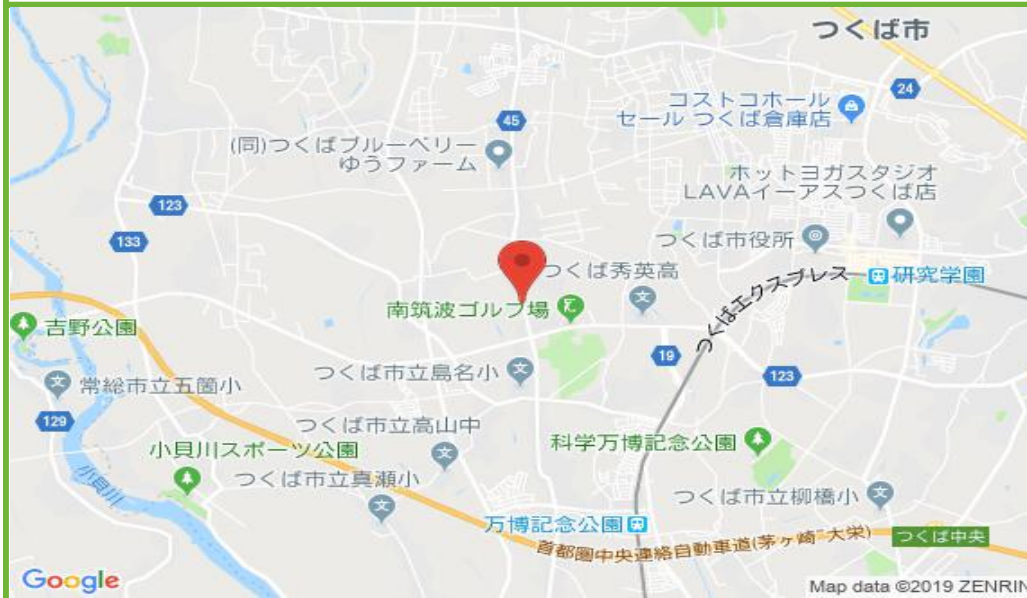 つくば市
24
コストコホール
セール つくば倉庫店
45
(同)つくばブルーベリー
ゆうファーム
ホットヨガスタジオ
LAVAイーアスつくば店
123
133
つくば市役所
つくば秀英高
つくばエクスプレス
研究学園
南筑波ゴルフ場
吉野公園
19
つくば市立島名小
123
常総市立五箇小
129
つくば市立高山中
小貝川スポーツ公園
科学万博記念公園
つくば市立真瀬小
小貝川
つくば市立柳橋小
万博記念公園
首都圏中央連絡自動車道(茅ヶ崎~大栄)
つくば中央
Google
Map data ©2019 ZENRIN